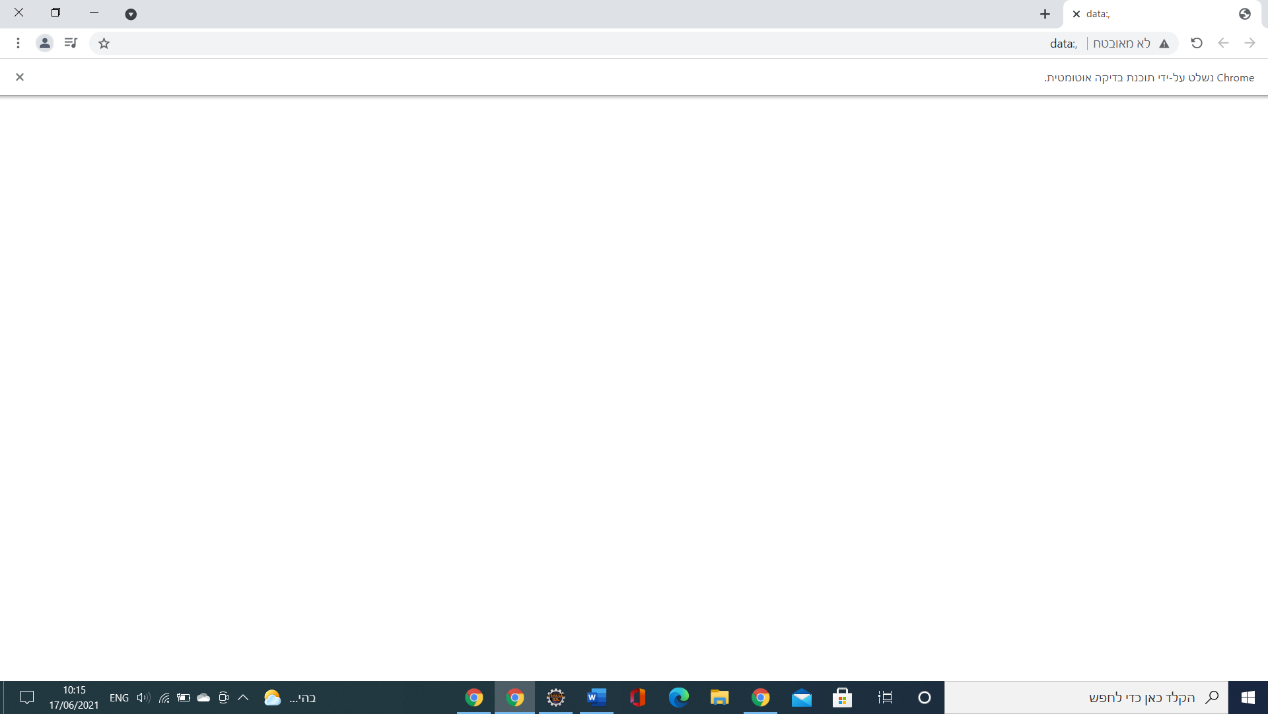 data:,
לא מאובטח | data:,
Chrome נשלט על-ידי תוכנת בדיקה אוטומטית.
הקלד כאן כדי לחפש
בהי...
ENG
10:15
17/06/2021